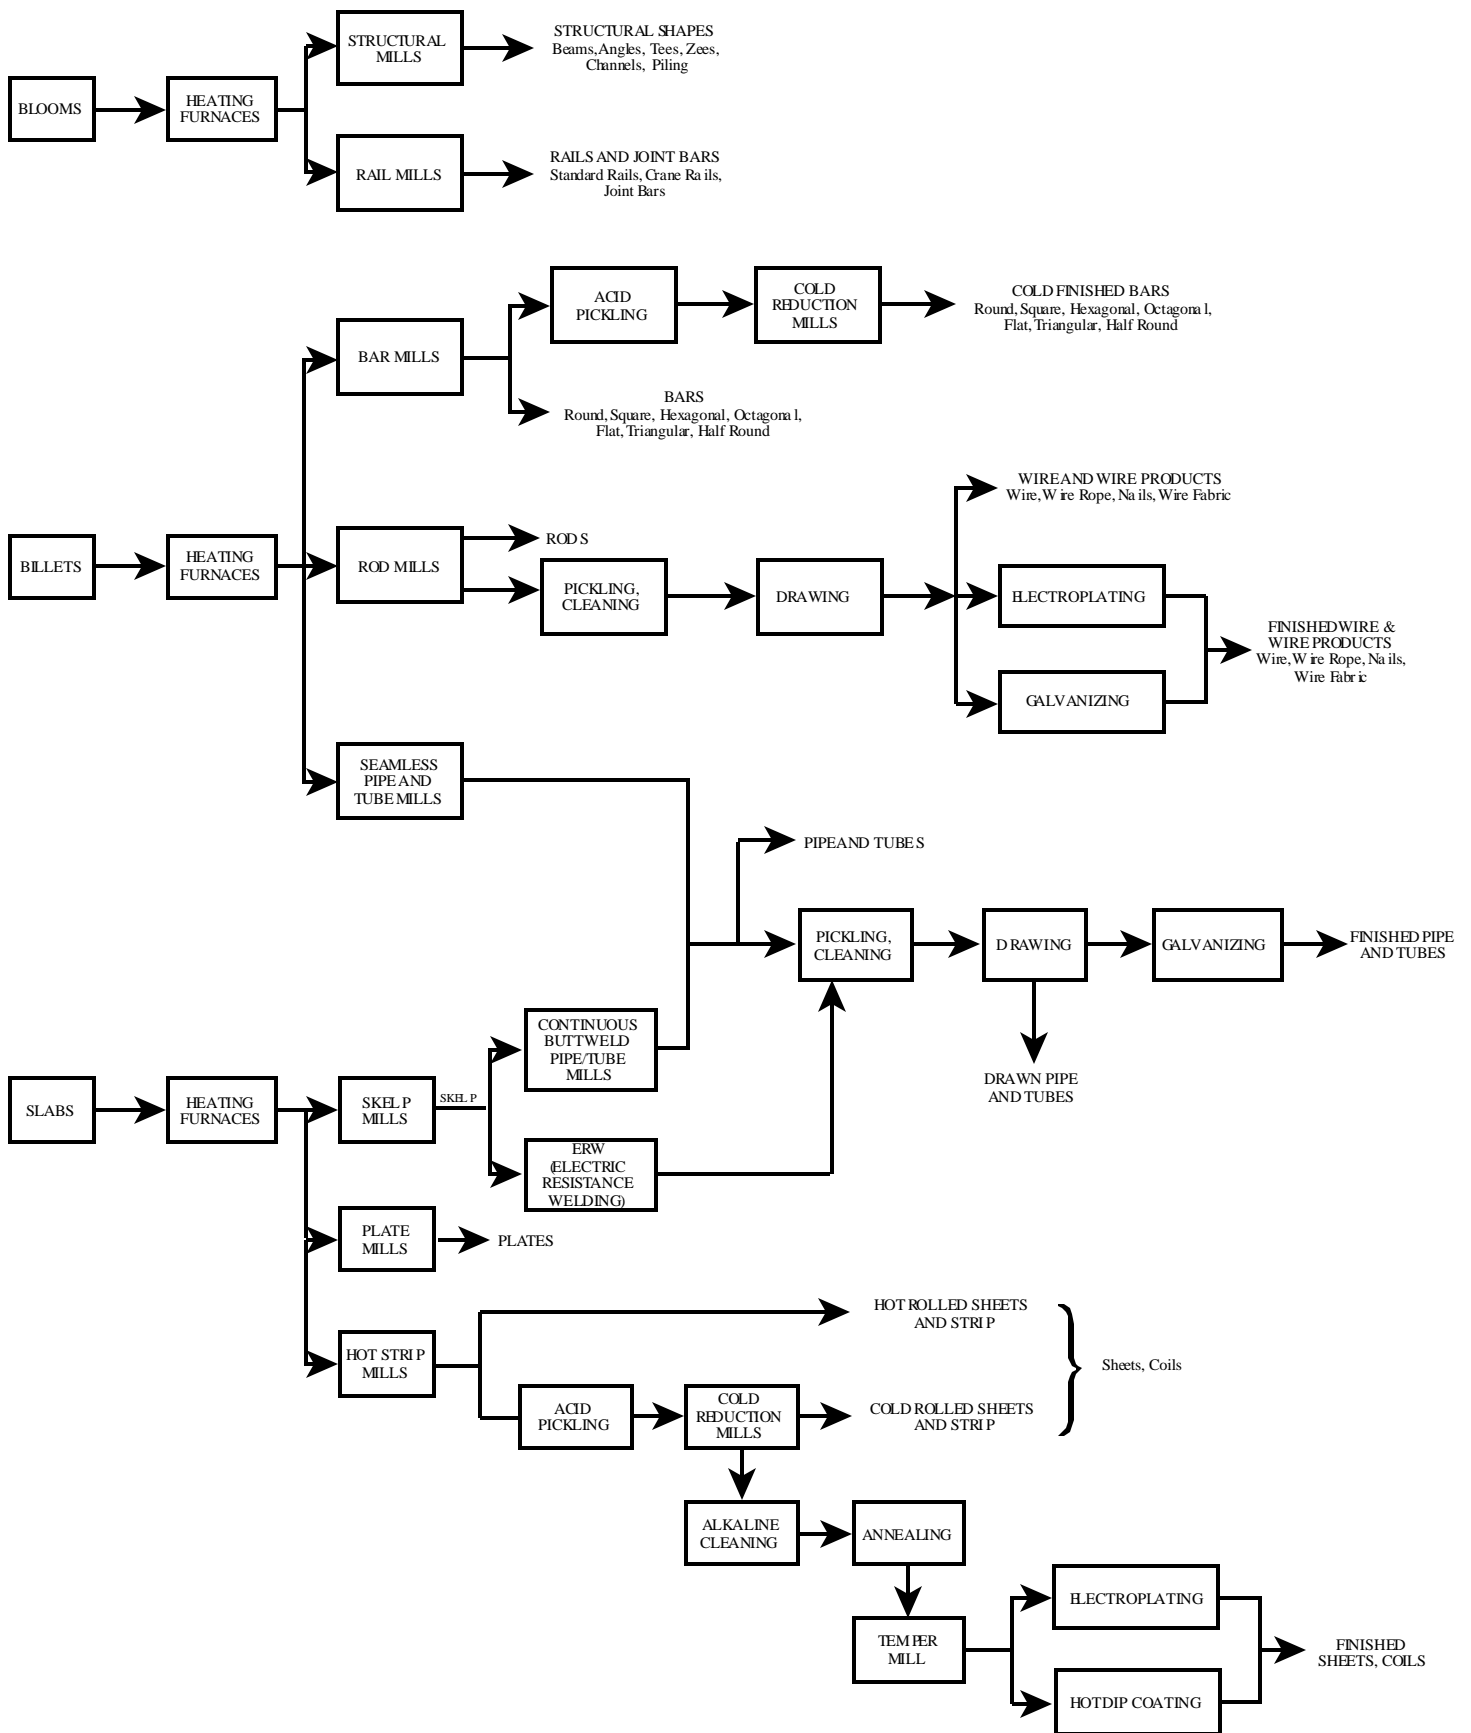 STRUCTURAL
MILLS
STRUCTURAL SHAPES
Beams, Angles, Tees, Zees,
Channels, Piling
BLOOMS
HEATING
FURNACES
RAIL MILLS
RAILS AND JOINT BARS
Standard Rails, Crane Rails,
Joint Bars
ACID
PICKLING
COLD
REDUCTION
MILLS
COLD FINISHED BARS
Round, Square, Hexagonal, Octagonal,
Flat, Triangular, Half Round
BAR MILLS
BARS
Round, Square, Hexagonal, Octagonal,
Flat, Triangular, Half Round
WIRE AND WIRE PRODUCTS
Wire, Wire Rope, Nails, Wire Fabric
BILLETS
HEATING
FURNACES
ROD MILLS
RODS
PICKLING,
CLEANING
DRAWING
ELECTROPLATING
GALVANIZING
FINISHED WIRE &
WIRE PRODUCTS
Wire, Wire Rope, Nails,
Wire Fabric
SEAMLESS
PIPE AND
TUBE MILLS
PIPE AND TUBES
PICKLING,
CLEANING
DRAWING
GALVANIZING
FINISHED PIPE
AND TUBES
DRAWN PIPE
AND TUBES
CONTINUOUS
BUTT WELD
PIPE/TUBE
MILLS
SLABS
HEATING
FURNACES
SKELP
MILLS
SKELP
ERW
(ELECTRIC
RESISTANCE
WELDING)
PLATE
MILLS
PLATES
HOT STRIP
MILLS
HOT ROLLED SHEETS
AND STRIP
Sheets, Coils
ACID
PICKLING
COLD
REDUCTION
MILLS
COLD ROLLED SHEETS
AND STRIP
ALKALINE
CLEANING
ANNEALING
TEMPER
MILL
ELECTROPLATING
HOT DIP COATING
FINISHED
SHEETS, COILS